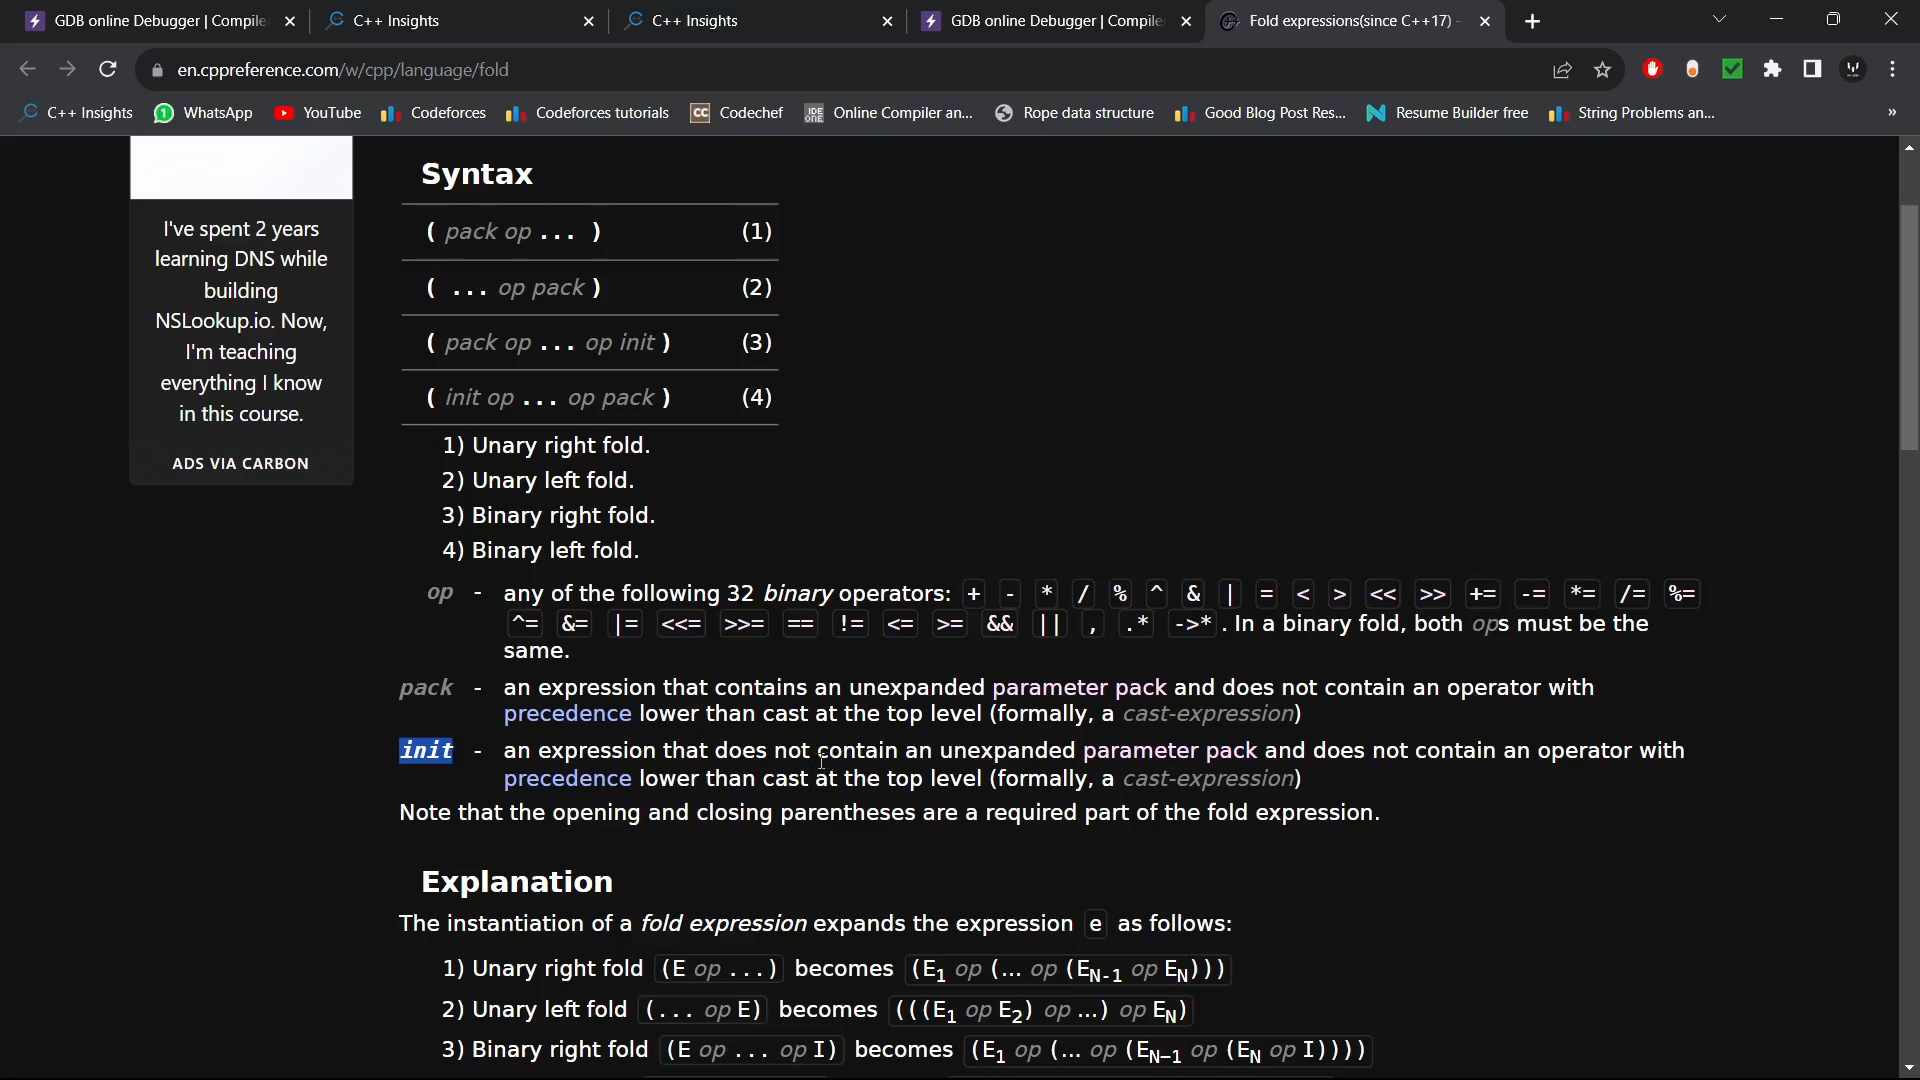 GDB online Debugger | Compile
C++ Insights
C++ Insights
GDB online Debugger | Compile
Fold expressions(since C++17) -
en.cppreference.com/w/cpp/language/fold
C++ Insights
WhatsApp
YouTube
Codeforces
Codeforces tutorials
CC Codechef
IDE ONE Online Compiler an...
Rope data structure
Good Blog Post Res...
Resume Builder free
String Problems an...
»
I've spent 2 years
learning DNS while
building
NSLookup.io. Now,
I'm teaching
everything I know
in this course.
ADS VIA CARBON
Syntax
( pack op ... ) (1)
( ... op pack ) (2)
( pack op ... op init ) (3)
( init op ... op pack ) (4)
1) Unary right fold.
2) Unary left fold.
3) Binary right fold.
4) Binary left fold.
op - any of the following 32 binary operators: + - * / % ^ & | = < > << >> += -= *= /= %=
^= &= |= <<= >>= == != <= >= && || , .* ->* . In a binary fold, both ops must be the
same.
pack - an expression that contains an unexpanded parameter pack and does not contain an operator with
precedence lower than cast at the top level (formally, a cast-expression)
init - an expression that does not contain an unexpanded parameter pack and does not contain an operator with
precedence lower than cast at the top level (formally, a cast-expression)
Note that the opening and closing parentheses are a required part of the fold expression.
Explanation
The instantiation of a fold expression expands the expression e as follows:
1) Unary right fold (E op ...) becomes (E1 op (... op (EN-1 op EN)))
2) Unary left fold (... op E) becomes (((E1 op E2) op ...) op EN)
3) Binary right fold (E op ... op I) becomes (E1 op (... op (EN−1 op (EN op I))))